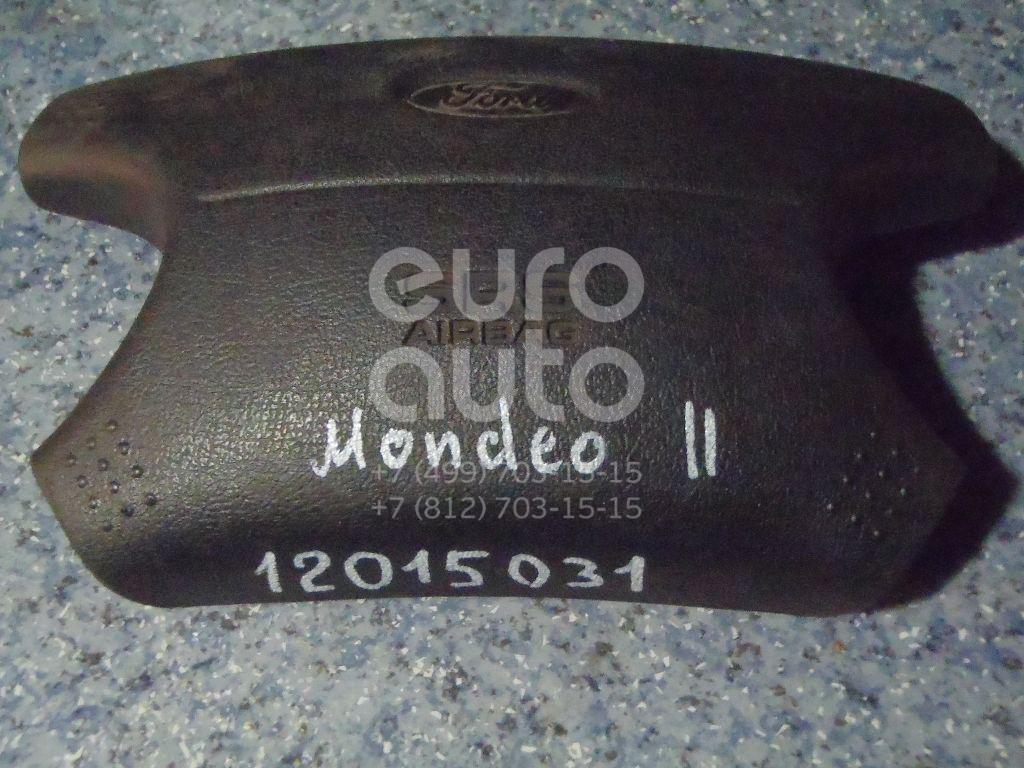 Ford
euro
SRS
AIRBAG
auto
Mondeo II
+7 (499) 703-15-15
+7 (812) 703-15-15
12015031